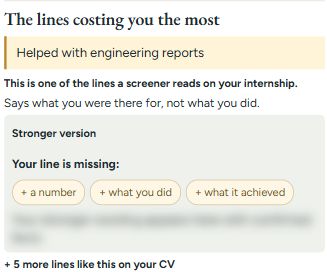 The lines costing you the most
Helped with engineering reports
This is one of the lines a screener reads on your internship.
Says what you were there for, not what you did.
Stronger version
Your line is missing:
+ a number
+ what you did
+ what it achieved
+ 5 more lines like this on your CV